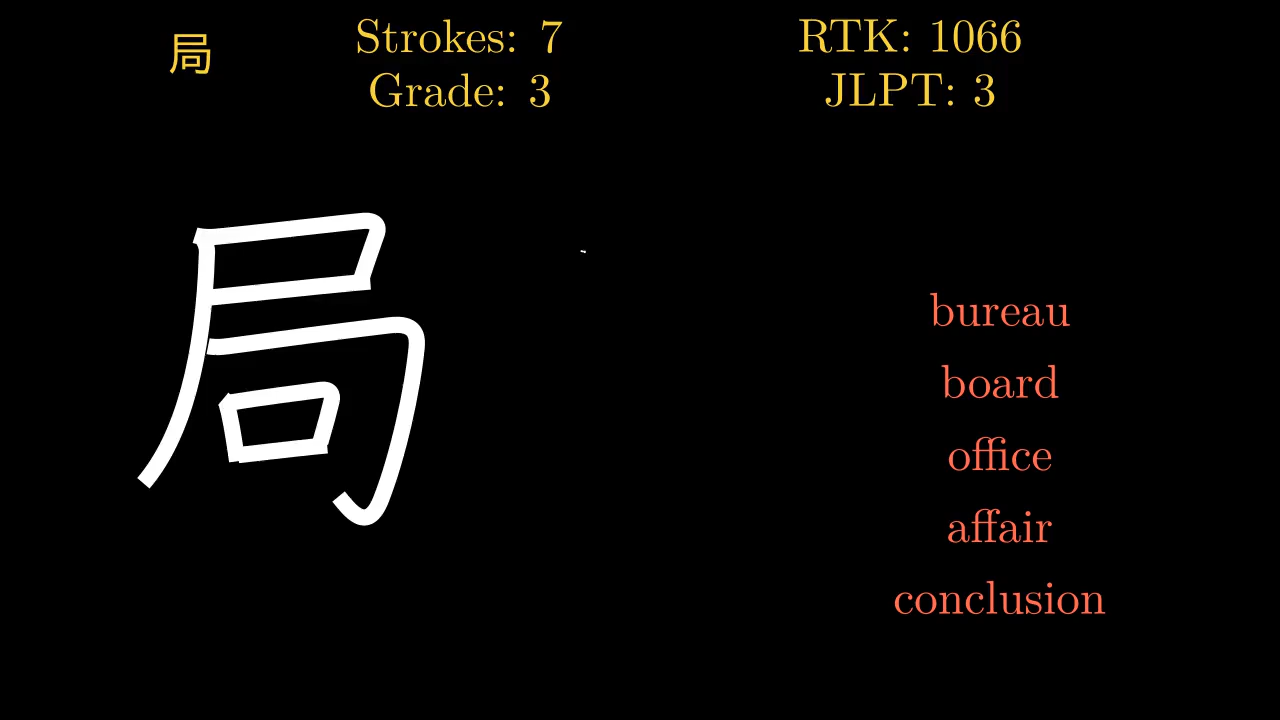 局
Strokes: 7
Grade: 3
RTK: 1066
JLPT: 3
局
bureau
board
office
affair
conclusion